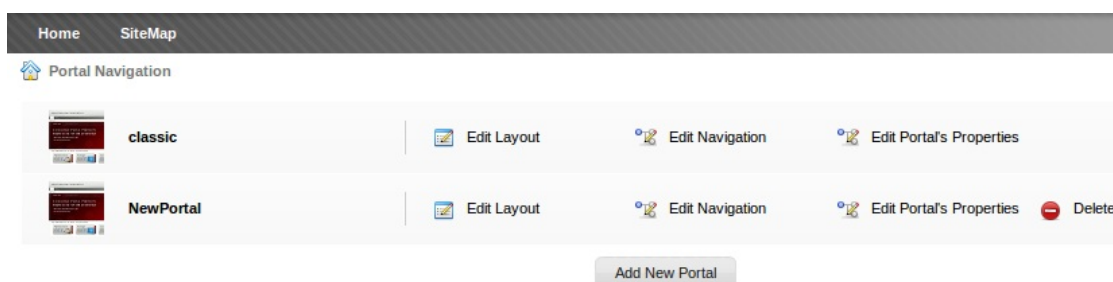 Home SiteMap
Portal Navigation
classic Edit Layout Edit Navigation Edit Portal's Properties
NewPortal Edit Layout Edit Navigation Edit Portal's Properties Delete
Add New Portal